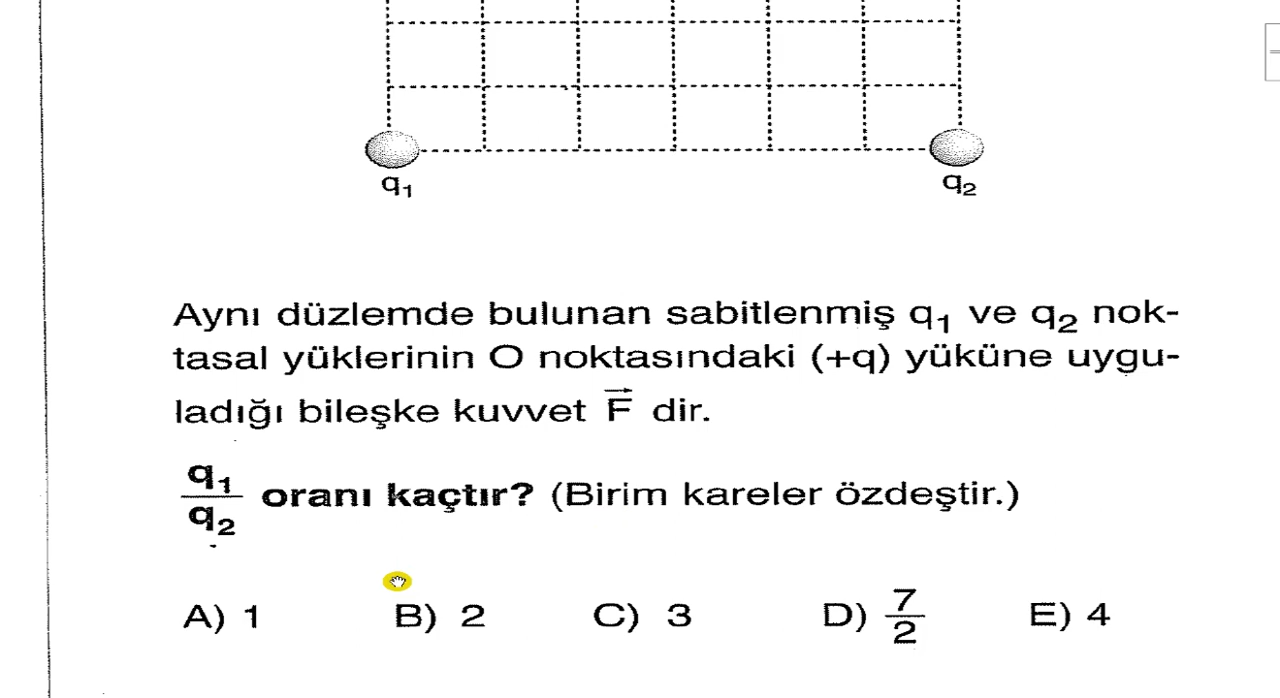 q₁ q₂
Aynı düzlemde bulunan sabitlenmiş q₁ ve q₂ nok-
tasal yüklerinin O noktasındaki (+q) yüküne uygu-
ladığı bileşke kuvvet F⃗ dir.
q₁/q₂ oranı kaçtır? (Birim kareler özdeştir.)
A) 1 B) 2 C) 3 D) 7/2 E) 4